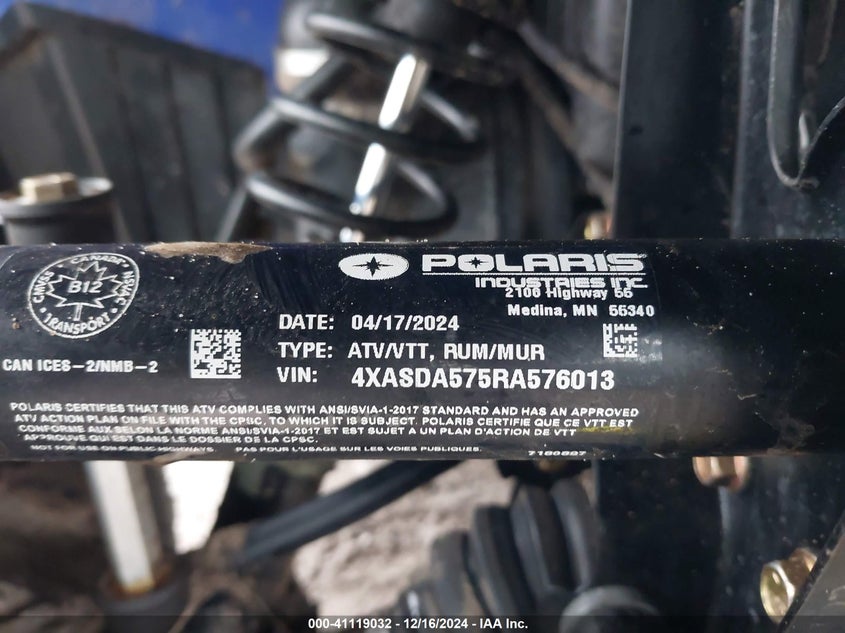 CANADA
CMVSS NSVAC
B12
TRANSPORT
CAN ICES-2/NMB-2
POLARIS
INDUSTRIES INC.
2100 Highway 55
Medina, MN 55340
DATE: 04/17/2024
TYPE: ATV/VTT, RUM/MUR
VIN: 4XASDA575RA576013
POLARIS CERTIFIES THAT THIS ATV COMPLIES WITH ANSI/SVIA-1-2017 STANDARD AND HAS AN APPROVED
ATV ACTION PLAN ON FILE WITH THE CPSC, TO WHICH IT IS SUBJECT. POLARIS CERTIFIE QUE CE VTT EST
CONFORME AUX SELON LA NORME ANSI/SVIA-1-2017 ET EST SUJET A UN PLAN D'ACTION DE VTT
APPROUVE QUI EST DANS LE DOSSIER DE LA CPSC.
NOT FOR USE ON PUBLIC HIGHWAYS. PAS POUR L'USAGE SUR LES VOIES PUBLIQUES.
000-41119032 - 12/16/2024 - IAA Inc.